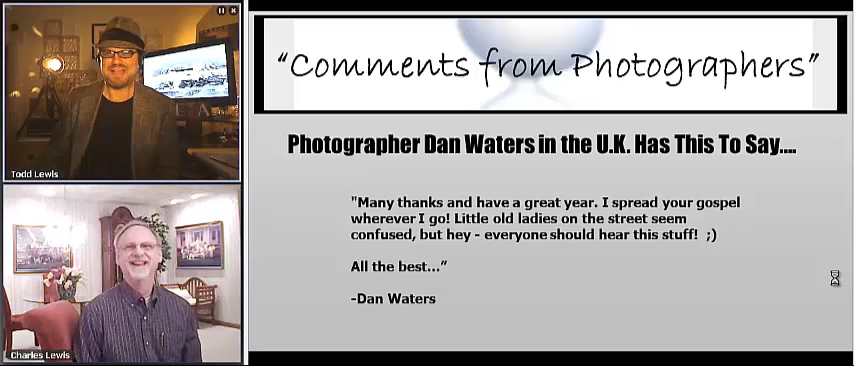 Todd Lewis
Charles Lewis
“Comments from Photographers”
Photographer Dan Waters in the U.K. Has This To Say....
"Many thanks and have a great year. I spread your gospel
wherever I go! Little old ladies on the street seem
confused, but hey - everyone should hear this stuff!  ;)
All the best...”
-Dan Waters